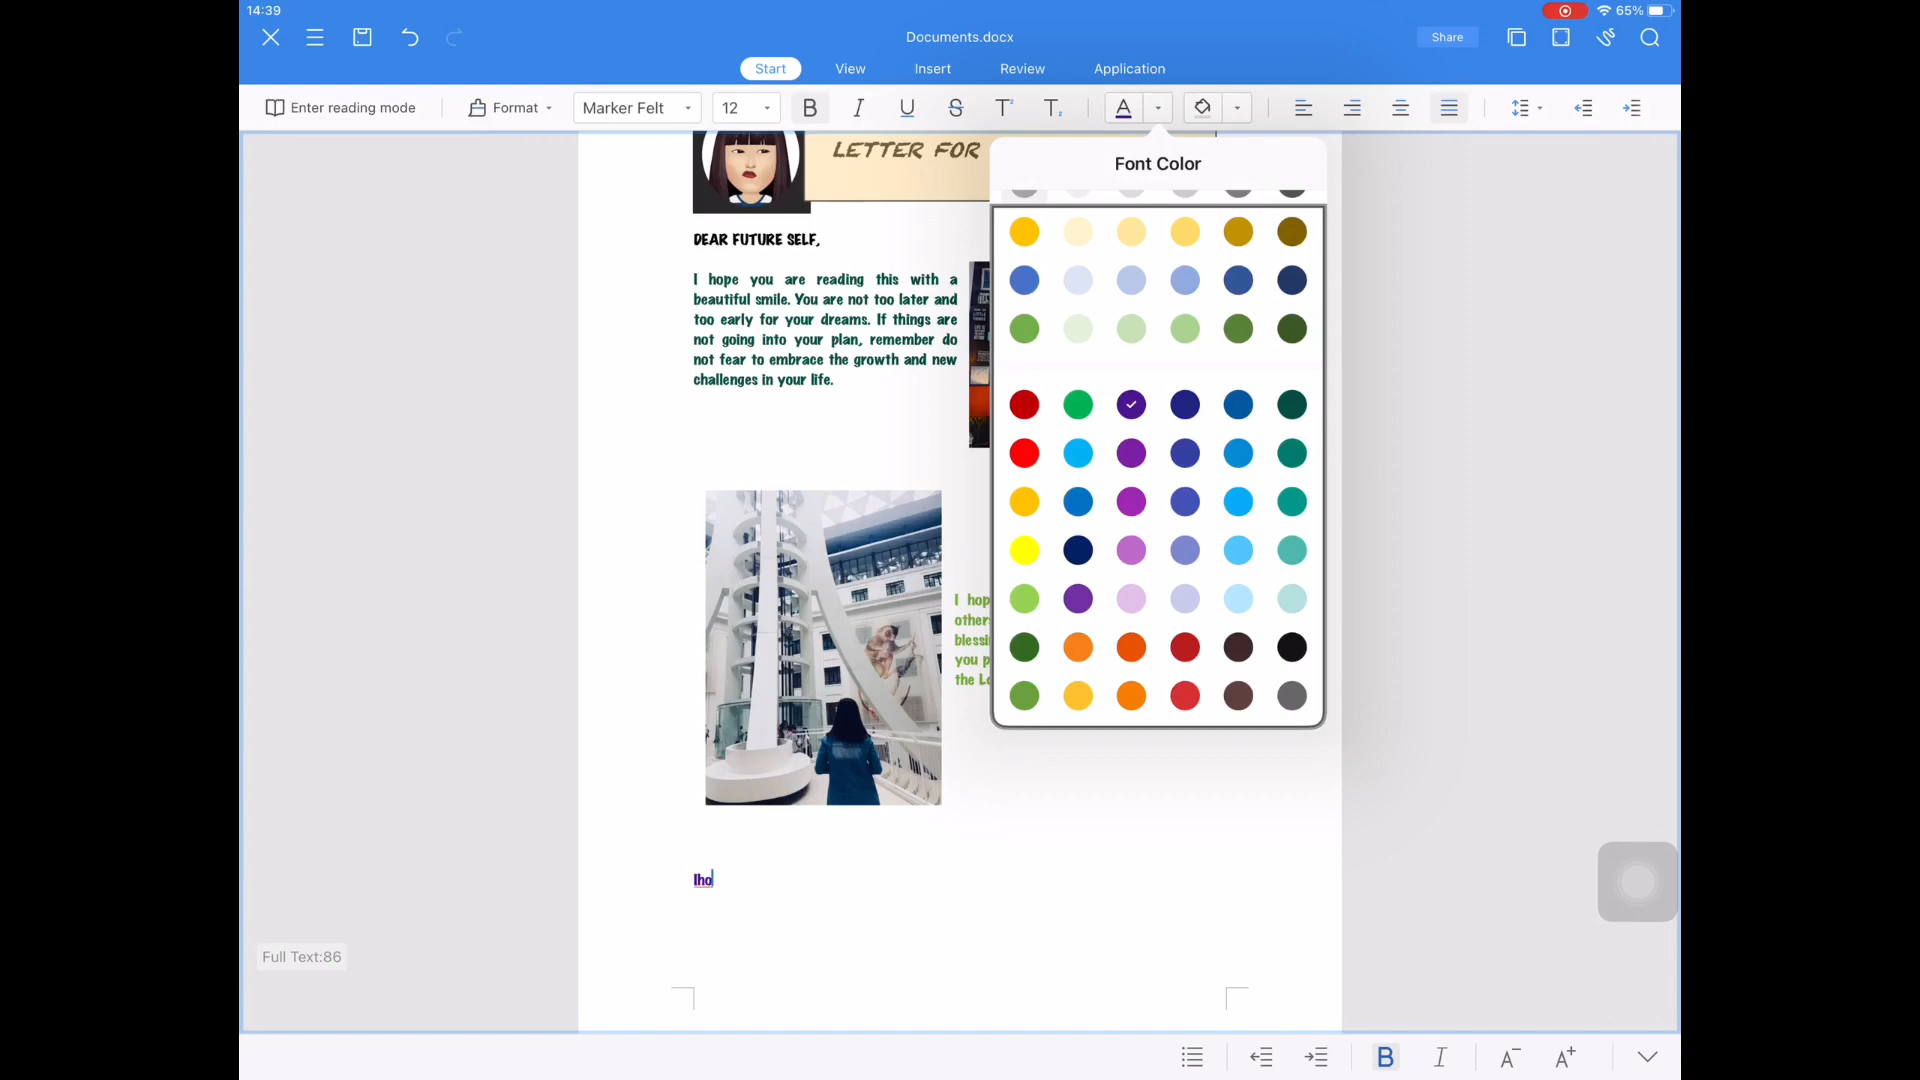 14:39
65%
Documents.docx
Share
Start
View
Insert
Review
Application
Enter reading mode
Format
Marker Felt
12
B
I
U
S
T
T
A
Font Color
LETTER FOR
DEAR FUTURE SELF,
I hope you are reading this with a
beautiful smile. You are not too later and
too early for your dreams. If things are
not going into your plan, remember do
not fear to embrace the growth and new
challenges in your life.
I hop
others
blessi
you p
the Lo
Iho
Full Text:86
B
I
A-
A+